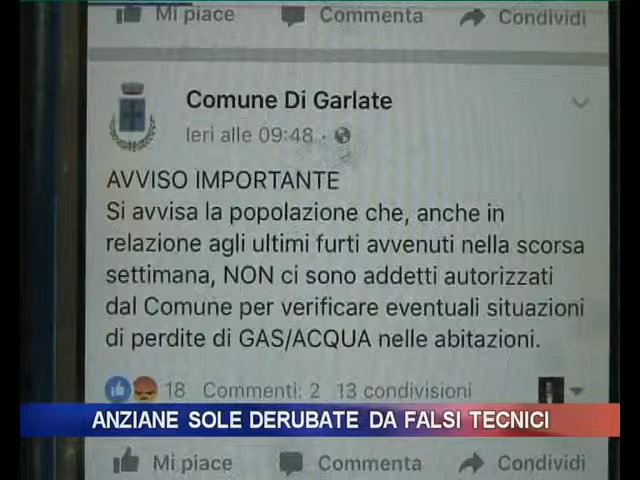 Mi piace Commenta Condividi
Comune Di Garlate
Ieri alle 09:48 ·
AVVISO IMPORTANTE
Si avvisa la popolazione che, anche in
relazione agli ultimi furti avvenuti nella scorsa
settimana, NON ci sono addetti autorizzati
dal Comune per verificare eventuali situazioni
di perdite di GAS/ACQUA nelle abitazioni.
18 Commenti: 2 13 condivisioni
ANZIANE SOLE DERUBATE DA FALSI TECNICI
Mi piace Commenta Condividi